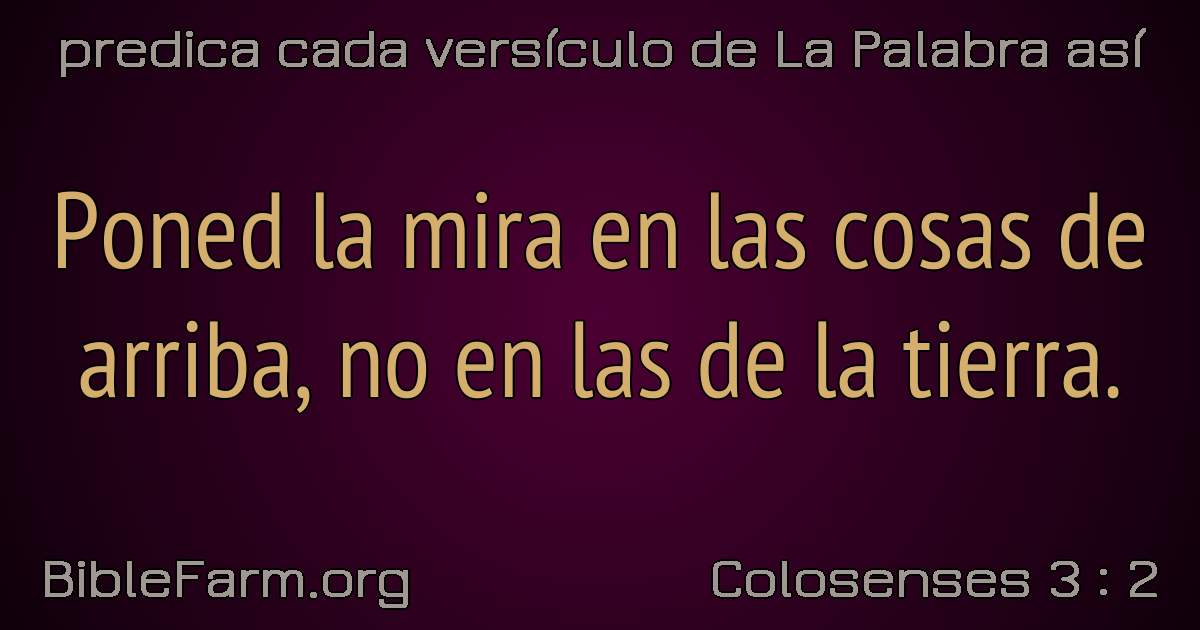 predica cada versículo de La Palabra así
Poned la mira en las cosas de
arriba, no en las de la tierra.
BibleFarm.org
Colosenses 3 : 2